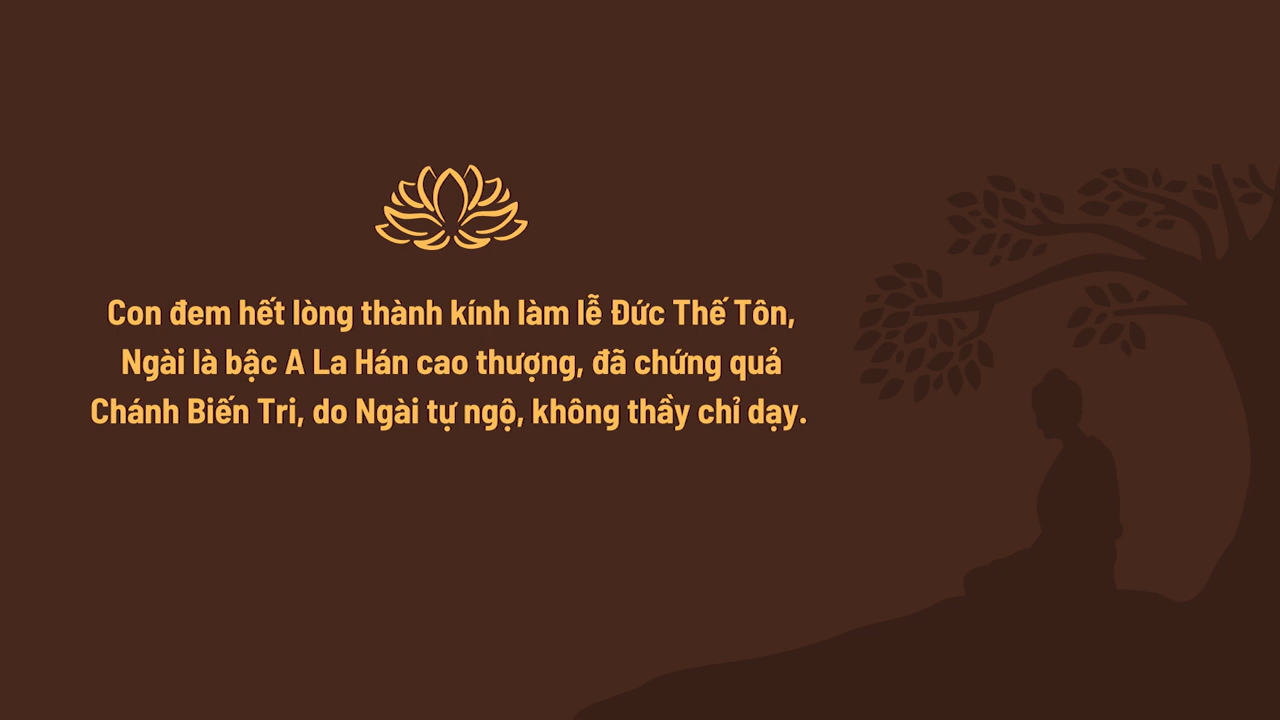 Con đem hết lòng thành kính làm lễ Đức Thế Tôn,
Ngài là bậc A La Hán cao thượng, đã chứng quả
Chánh Biến Tri, do Ngài tự ngộ, không thầy chỉ dạy.